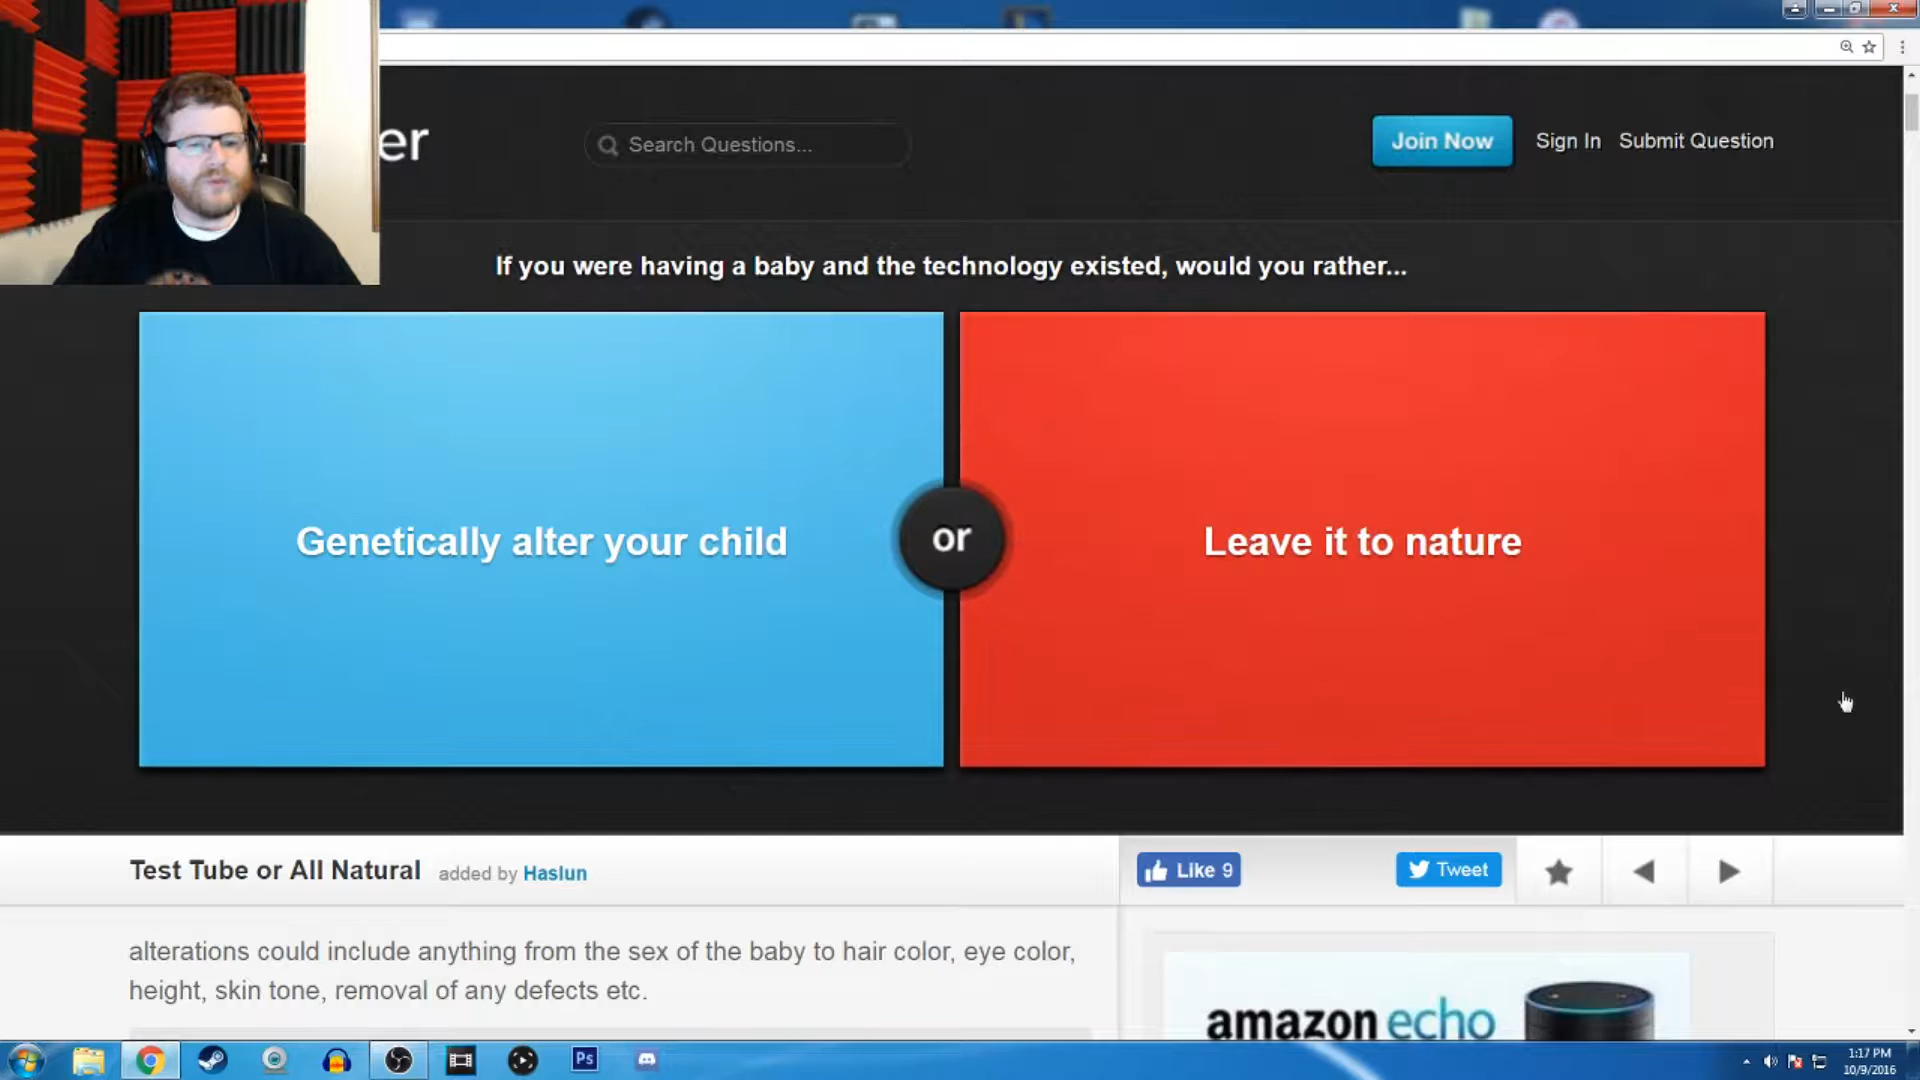 er
Search Questions...
Join Now
Sign In
Submit Question
If you were having a baby and the technology existed, would you rather...
Genetically alter your child
or
Leave it to nature
Test Tube or All Natural
added by Haslun
Like 9
Tweet
alterations could include anything from the sex of the baby to hair color, eye color,
height, skin tone, removal of any defects etc.
amazon echo
Ps
1:17 PM
10/9/2016